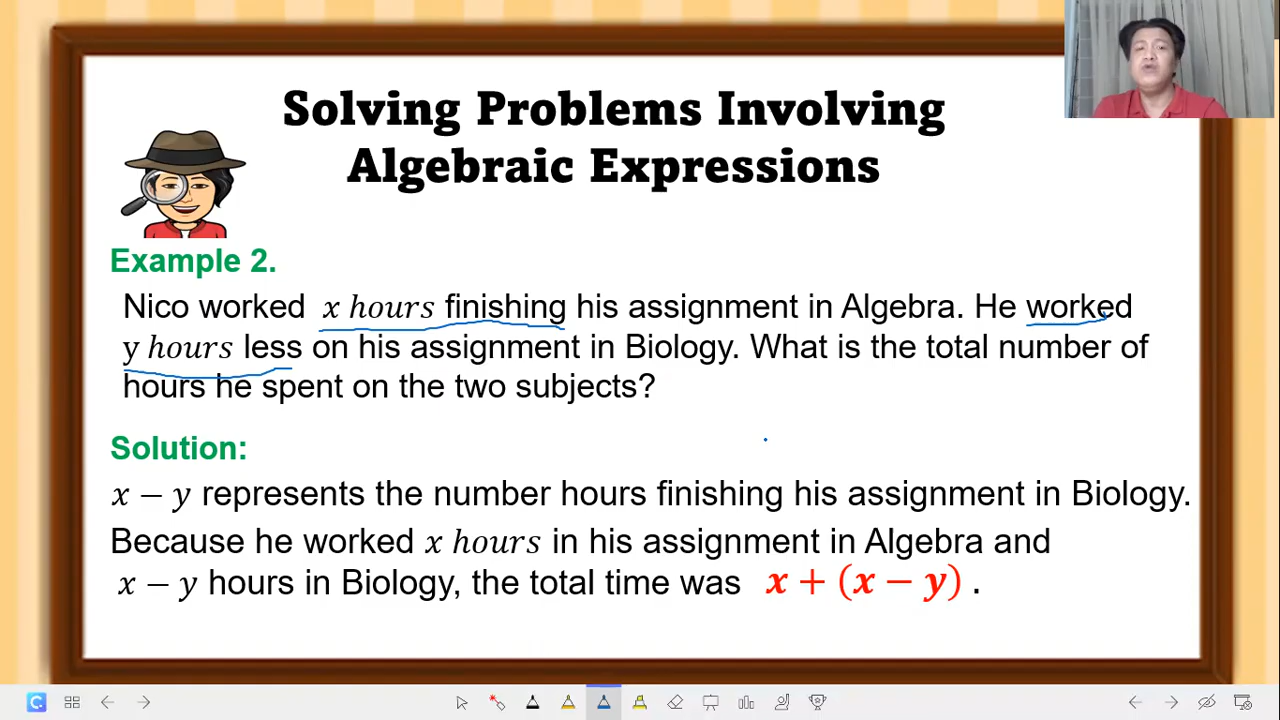 Solving Problems Involving
Algebraic Expressions
Example 2.
Nico worked x hours finishing his assignment in Algebra. He worked
y hours less on his assignment in Biology. What is the total number of
hours he spent on the two subjects?
Solution:
x − y represents the number hours finishing his assignment in Biology.
Because he worked x hours in his assignment in Algebra and
x − y hours in Biology, the total time was x + (x − y) .